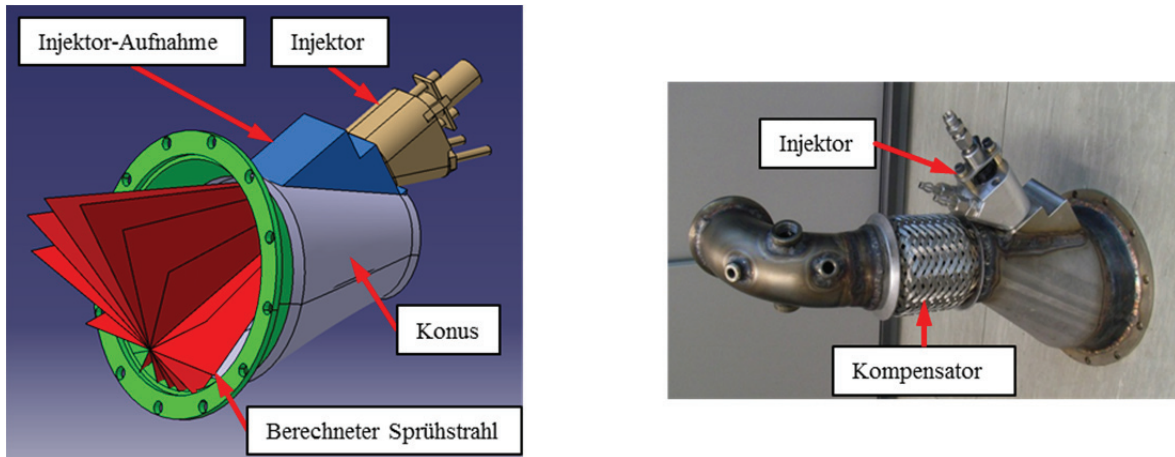 Injektor-Aufnahme
Injektor
Konus
Berechneter Sprühstrahl
Injektor
Kompensator